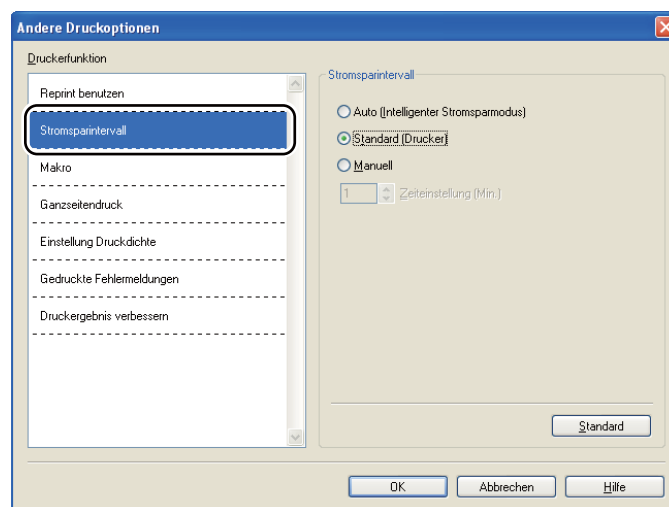 Andere Druckoptionen
Druckerfunktion
Reprint benutzen
Stromsparintervall
Makro
Ganzseitendruck
Einstellung Druckdichte
Gedruckte Fehlermeldungen
Druckergebnis verbessern
Stromsparintervall
Auto (Intelligenter Stromsparmodus)
Standard (Drucker)
Manuell
1 Zeiteinstellung (Min.)
Standard
OK Abbrechen Hilfe